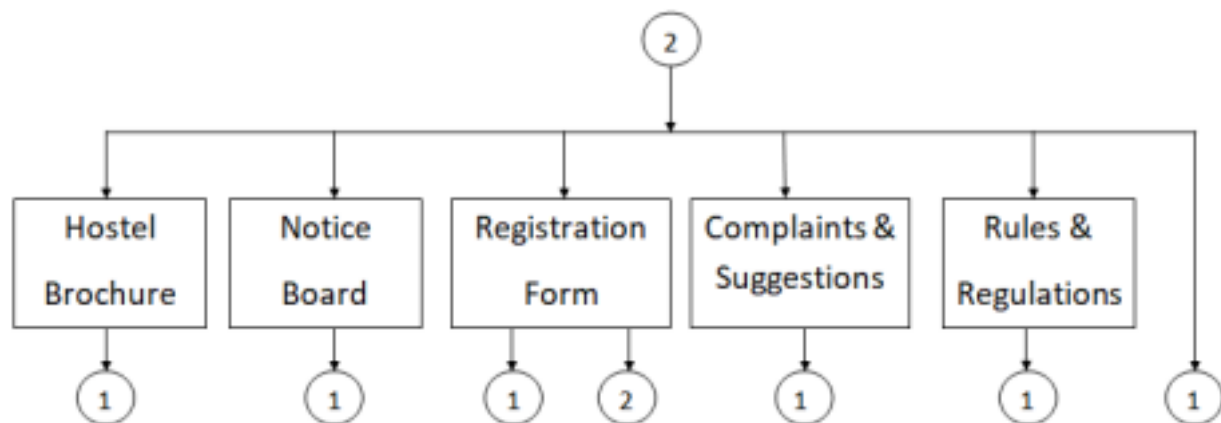 2
Hostel
Brochure
Notice
Board
Registration
Form
Complaints &
Suggestions
Rules &
Regulations
1
1
1
2
1
1
1